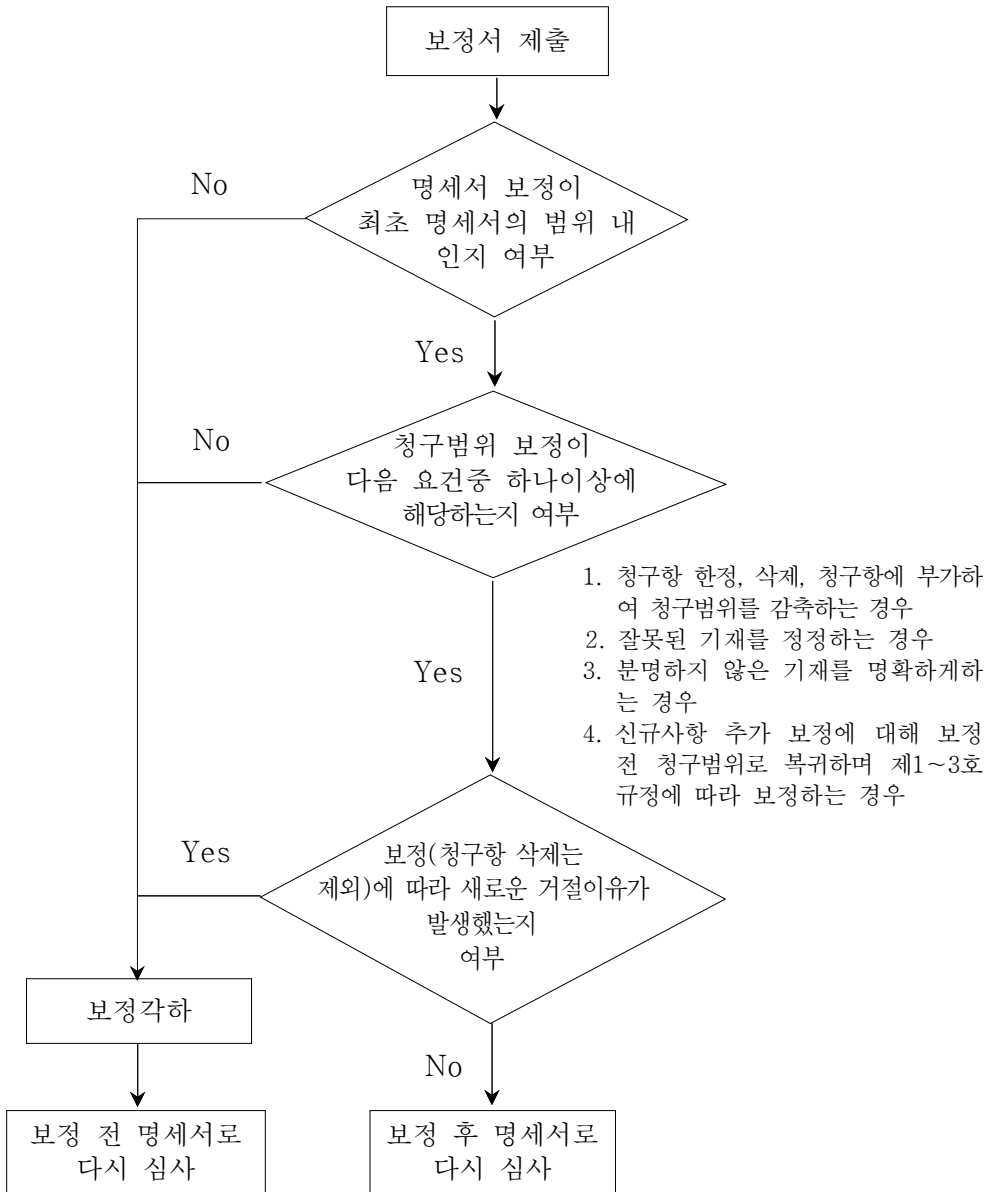 보정서 제출
No
명세서 보정이
최초 명세서의 범위 내
인지 여부
Yes
No
청구범위 보정이
다음 요건중 하나이상에
해당하는지 여부
1. 청구항 한정, 삭제, 청구항에 부가하
여 청구범위를 감축하는 경우
2. 잘못된 기재를 정정하는 경우
3. 분명하지 않은 기재를 명확하게하
는 경우
4. 신규사항 추가 보정에 대해 보정
전 청구범위로 복귀하며 제1~3호
규정에 따라 보정하는 경우
Yes
Yes
보정(청구항 삭제는
제외)에 따라 새로운 거절이유가
발생했는지
여부
보정각하
No
보정 전 명세서로
다시 심사
보정 후 명세서로
다시 심사